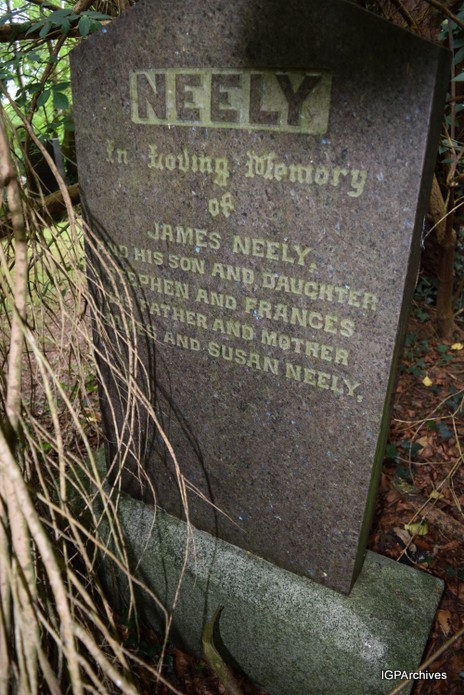 NEELY
In Loving Memory
of
JAMES NEELY,
HIS SON AND DAUGHTER
AND FRANCES
FATHER AND MOTHER
AND SUSAN NEELY,
IGPArchives